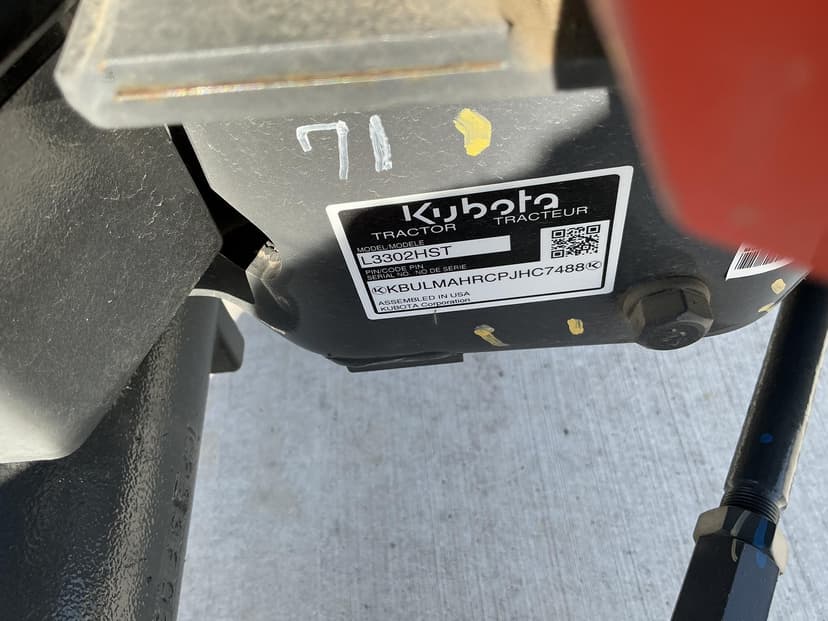 71
Kubota
TRACTOR TRACTEUR
MODEL/MODELE
L3302HST
PIN/CODE PIN
SERIAL NO./NO DE SERIE
KBULMAHRCPJHC7488
ASSEMBLED IN USA
KUBOTA Corporation